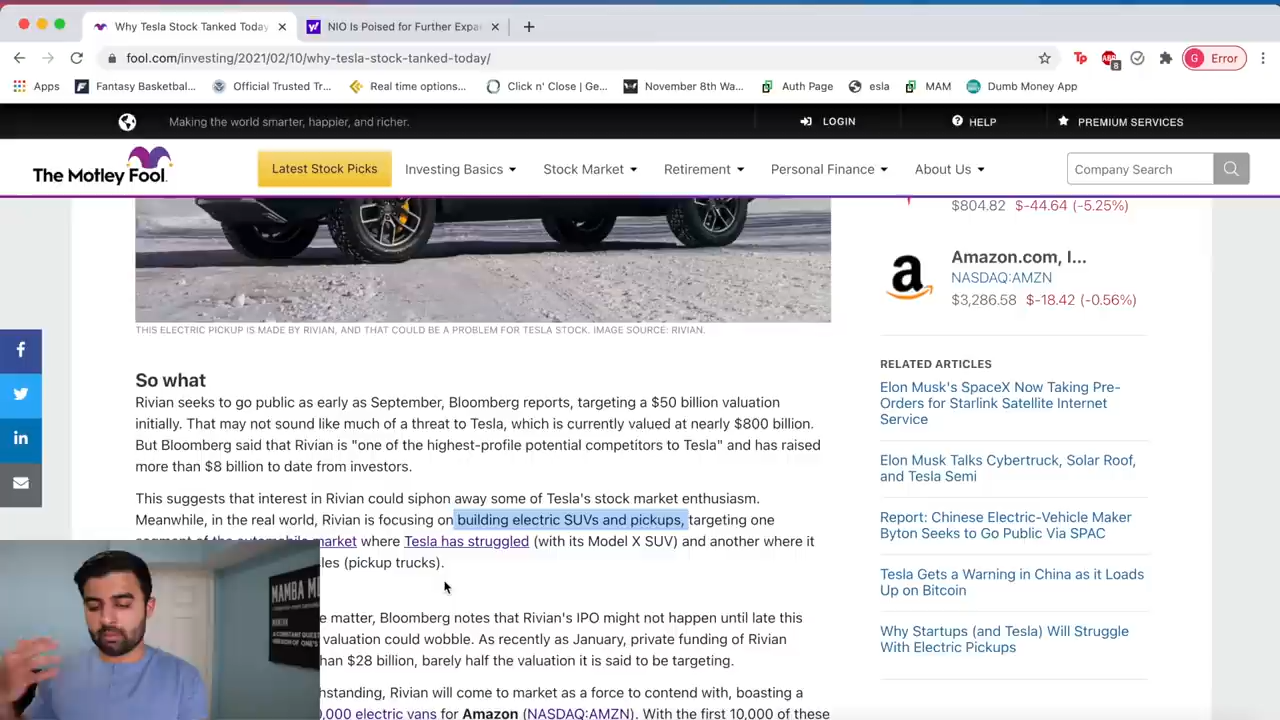 Why Tesla Stock Tanked Today
NIO Is Poised for Further Expa
fool.com/investing/2021/02/10/why-tesla-stock-tanked-today/
8
G Error
Apps
Fantasy Basketbal...
Official Trusted Tr...
Real time options...
Click n' Close | Ge...
November 8th Wa...
Auth Page
esla
MAM
Dumb Money App
Making the world smarter, happier, and richer.
LOGIN
HELP
PREMIUM SERVICES
The Motley Fool.
Latest Stock Picks
Investing Basics
Stock Market
Retirement
Personal Finance
About Us
Company Search
$804.82 $-44.64 (-5.25%)
Amazon.com, I...
NASDAQ:AMZN
$3,286.58 $-18.42 (-0.56%)
THIS ELECTRIC PICKUP IS MADE BY RIVIAN, AND THAT COULD BE A PROBLEM FOR TESLA STOCK. IMAGE SOURCE: RIVIAN.
So what
Rivian seeks to go public as early as September, Bloomberg reports, targeting a $50 billion valuation
initially. That may not sound like much of a threat to Tesla, which is currently valued at nearly $800 billion.
But Bloomberg said that Rivian is "one of the highest-profile potential competitors to Tesla" and has raised
more than $8 billion to date from investors.
This suggests that interest in Rivian could siphon away some of Tesla's stock market enthusiasm.
Meanwhile, in the real world, Rivian is focusing on building electric SUVs and pickups, targeting one
segment of the automobile market where Tesla has struggled (with its Model X SUV) and another where it
les (pickup trucks).
e matter, Bloomberg notes that Rivian's IPO might not happen until late this
valuation could wobble. As recently as January, private funding of Rivian
han $28 billion, barely half the valuation it is said to be targeting.
hstanding, Rivian will come to market as a force to contend with, boasting a
0,000 electric vans for Amazon (NASDAQ:AMZN). With the first 10,000 of these
RELATED ARTICLES
Elon Musk's SpaceX Now Taking Pre-
Orders for Starlink Satellite Internet
Service
Elon Musk Talks Cybertruck, Solar Roof,
and Tesla Semi
Report: Chinese Electric-Vehicle Maker
Byton Seeks to Go Public Via SPAC
Tesla Gets a Warning in China as it Loads
Up on Bitcoin
Why Startups (and Tesla) Will Struggle
With Electric Pickups
MAMBA M